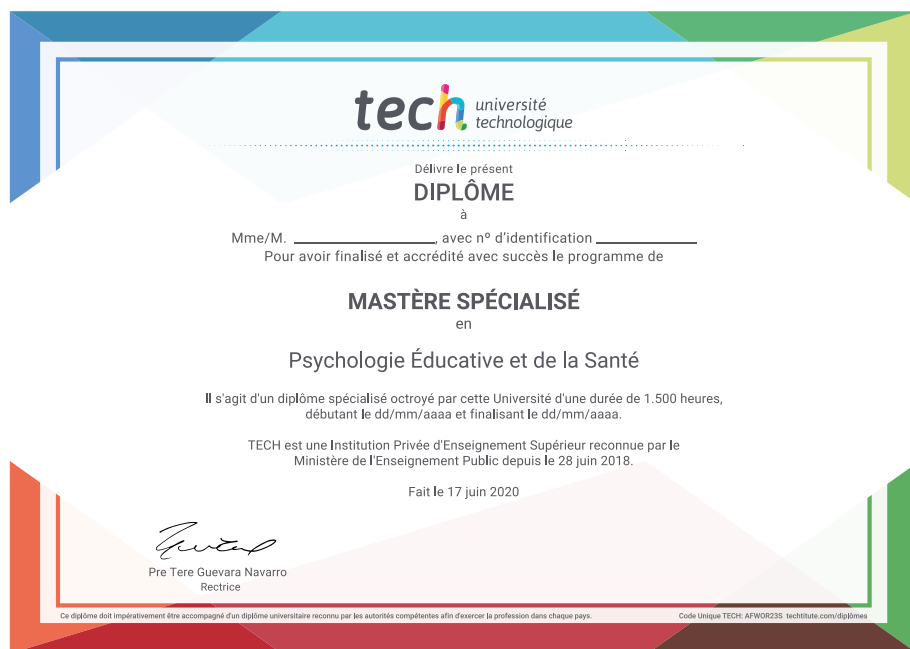 tech université
technologique
Délivre le présent
DIPLÔME
à
Mme/M. ____________________, avec nº d'identification ______________
Pour avoir finalisé et accrédité avec succès le programme de
MASTÈRE SPÉCIALISÉ
en
Psychologie Éducative et de la Santé
Il s'agit d'un diplôme spécialisé octroyé par cette Université d'une durée de 1.500 heures,
débutant le dd/mm/aaaa et finalisant le dd/mm/aaaa.
TECH est une Institution Privée d'Enseignement Supérieur reconnue par le
Ministère de l'Enseignement Public depuis le 28 juin 2018.
Fait le 17 juin 2020
Pre Tere Guevara Navarro
Rectrice
Ce diplôme doit impérativement être accompagné d'un diplôme universitaire reconnu par les autorités compétentes afin d'exercer la profession dans chaque pays.
Code Unique TECH: AFWOR23S techtitute.com/diplômes